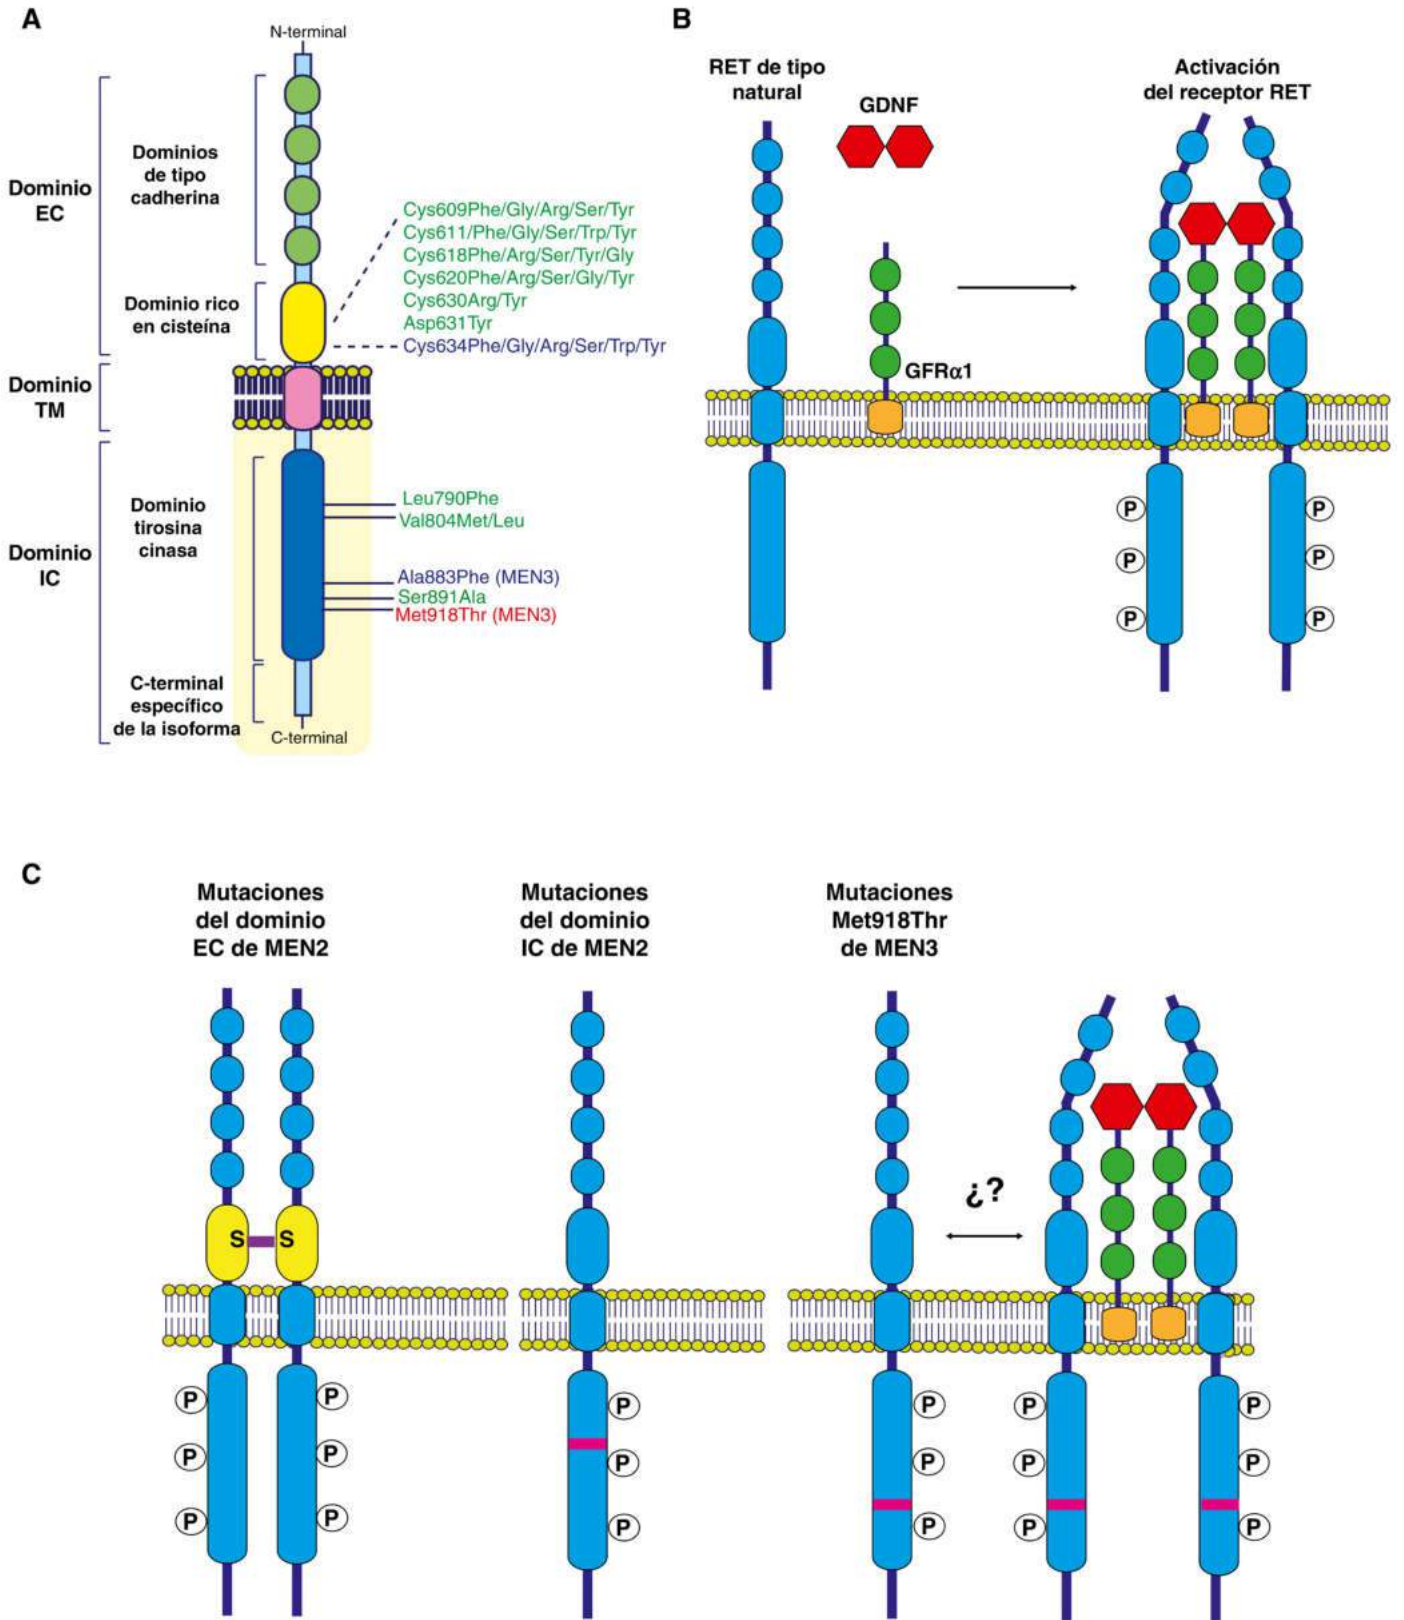 A
N-terminal
Dominio
EC
Dominios
de tipo
cadherina
Dominio rico
en cisteína
Cys609Phe/Gly/Arg/Ser/Tyr
Cys611/Phe/Gly/Ser/Trp/Tyr
Cys618Phe/Arg/Ser/Tyr/Gly
Cys620Phe/Arg/Ser/Gly/Tyr
Cys630Arg/Tyr
Asp631Tyr
Cys634Phe/Gly/Arg/Ser/Trp/Tyr
Dominio
TM
Dominio
IC
Dominio
tirosina
cinasa
Leu790Phe
Val804Met/Leu
Ala883Phe (MEN3)
Ser891Ala
Met918Thr (MEN3)
C-terminal
específico
de la isoforma
C-terminal
B
RET de tipo
natural
GDNF
GFRα1
Activación
del receptor RET
P
P
P
P
P
P
C
Mutaciones
del dominio
EC de MEN2
S
S
P
P
P
P
P
P
Mutaciones
del dominio
IC de MEN2
P
P
P
Mutaciones
Met918Thr
de MEN3
¿?
P
P
P
P
P
P
P
P
P